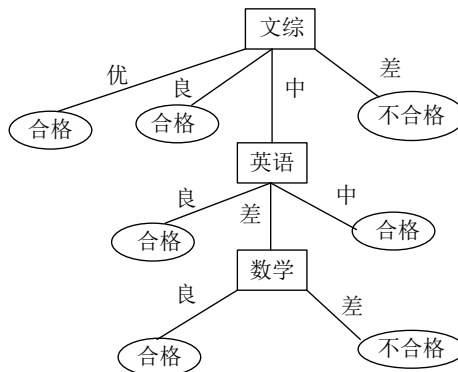 文综
优 良 中 差
合格 合格 不合格
英语
良 差 中
合格 合格
数学
良 差
合格 不合格